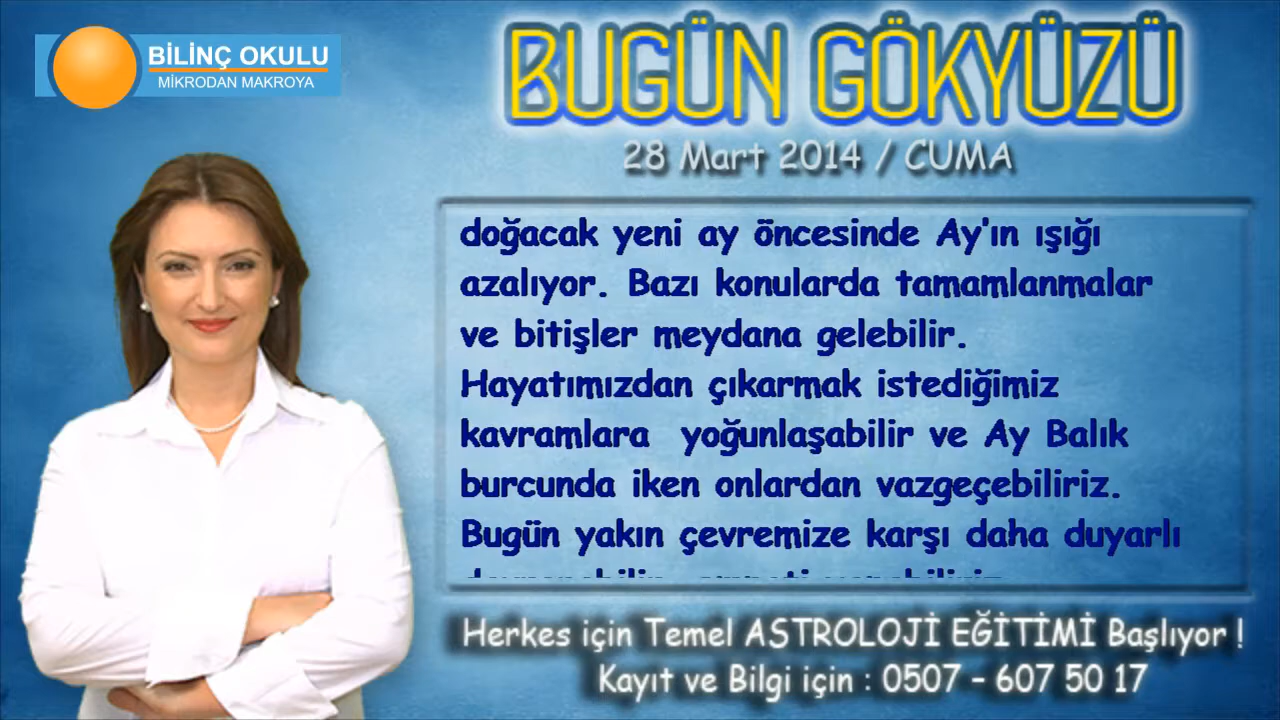 BİLİNÇ OKULU
MİKRODAN MAKROYA
BUGÜN GÖKYÜZÜ
28 Mart 2014 / CUMA
doğacak yeni ay öncesinde Ay'ın ışığı
azalıyor. Bazı konularda tamamlanmalar
ve bitişler meydana gelebilir.
Hayatımızdan çıkarmak istediğimiz
kavramlara yoğunlaşabilir ve Ay Balık
burcunda iken onlardan vazgeçebiliriz.
Bugün yakın çevremize karşı daha duyarlı
Herkes için Temel ASTROLOJİ EĞİTİMİ Başlıyor !
Kayıt ve Bilgi için : 0507 - 607 50 17